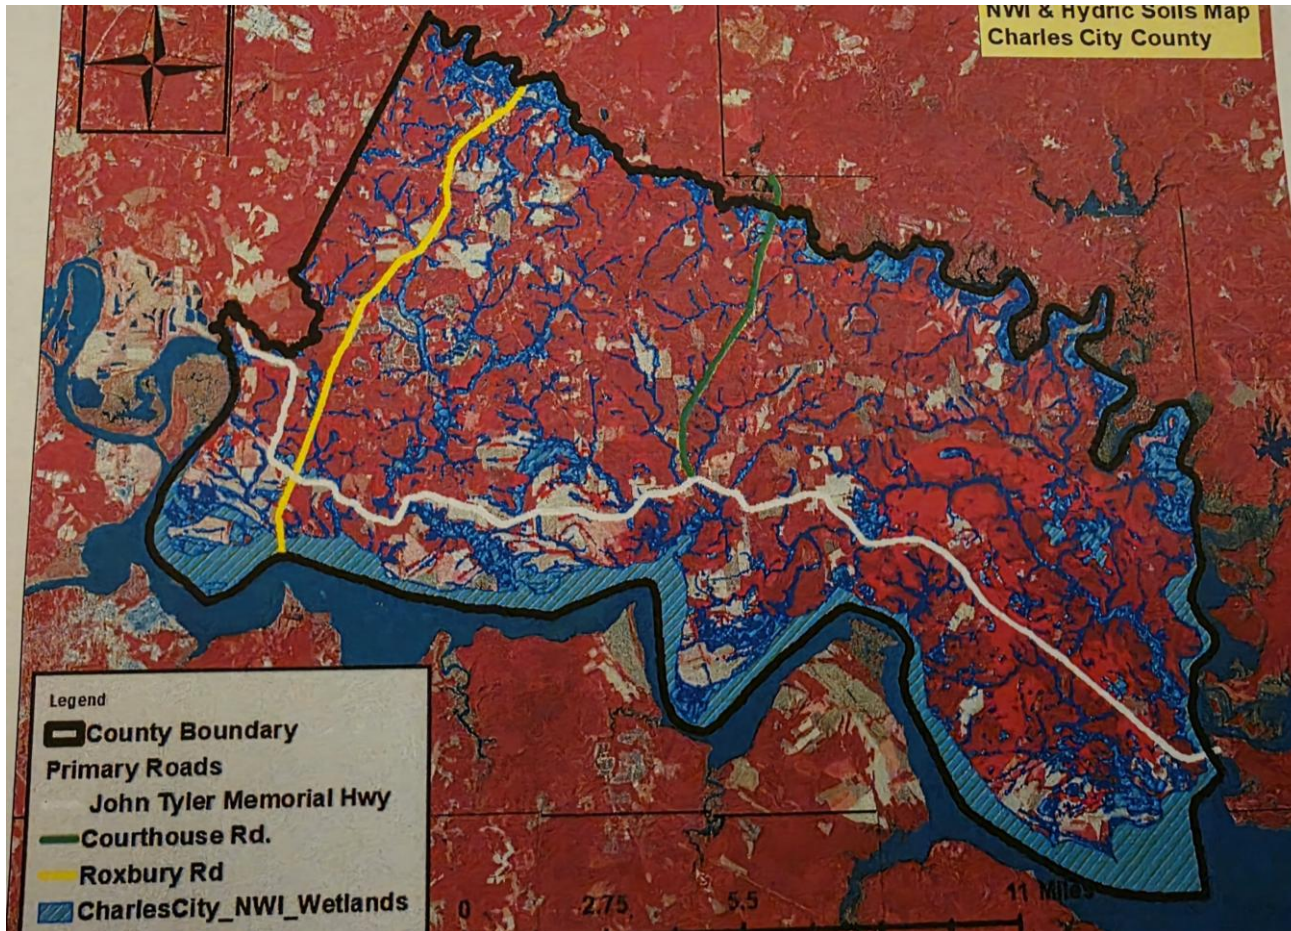 NWI & Hydric Soils Map
Charles City County
Legend
County Boundary
Primary Roads
John Tyler Memorial Hwy
Courthouse Rd.
Roxbury Rd
CharlesCity_NWI_Wetlands
0 2.75 5.5 11 Miles